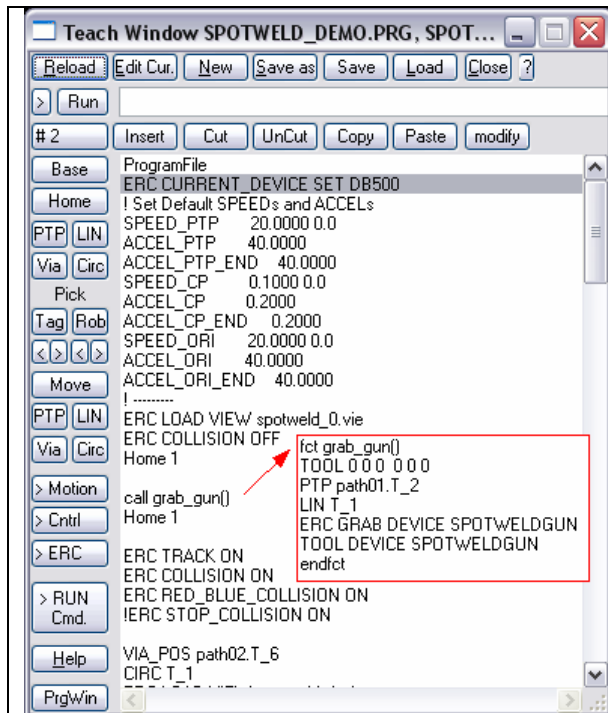 Teach Window SPOTWELD_DEMO.PRG, SPOT...
Reload Edit Cur. New Save as Save Load Close ?
> Run
# 2 Insert Cut UnCut Copy Paste modify
Base
Home
PTP LIN
Via Circ
Pick
Tag Rob
< > < >
Move
PTP LIN
Via Circ
> Motion
> Cntrl
> ERC
> RUN
Cmd.
Help
PrgWin
ProgramFile
ERC CURRENT_DEVICE SET DB500
! Set Default SPEEDs and ACCELs
SPEED_PTP 20.0000 0.0
ACCEL_PTP 40.0000
ACCEL_PTP_END 40.0000
SPEED_CP 0.1000 0.0
ACCEL_CP 0.2000
ACCEL_CP_END 0.2000
SPEED_ORI 20.0000 0.0
ACCEL_ORI 40.0000
ACCEL_ORI_END 40.0000
! ---------
ERC LOAD VIEW spotweld_0.vie
ERC COLLISION OFF
Home 1
call grab_gun()
Home 1
ERC TRACK ON
ERC COLLISION ON
ERC RED_BLUE_COLLISION ON
!ERC STOP_COLLISION ON
VIA_POS path02.T_6
CIRC T_1
fct grab_gun()
TOOL 0 0 0 0 0 0
PTP path01.T_2
LIN T_1
ERC GRAB DEVICE SPOTWELDGUN
TOOL DEVICE SPOTWELDGUN
endfct